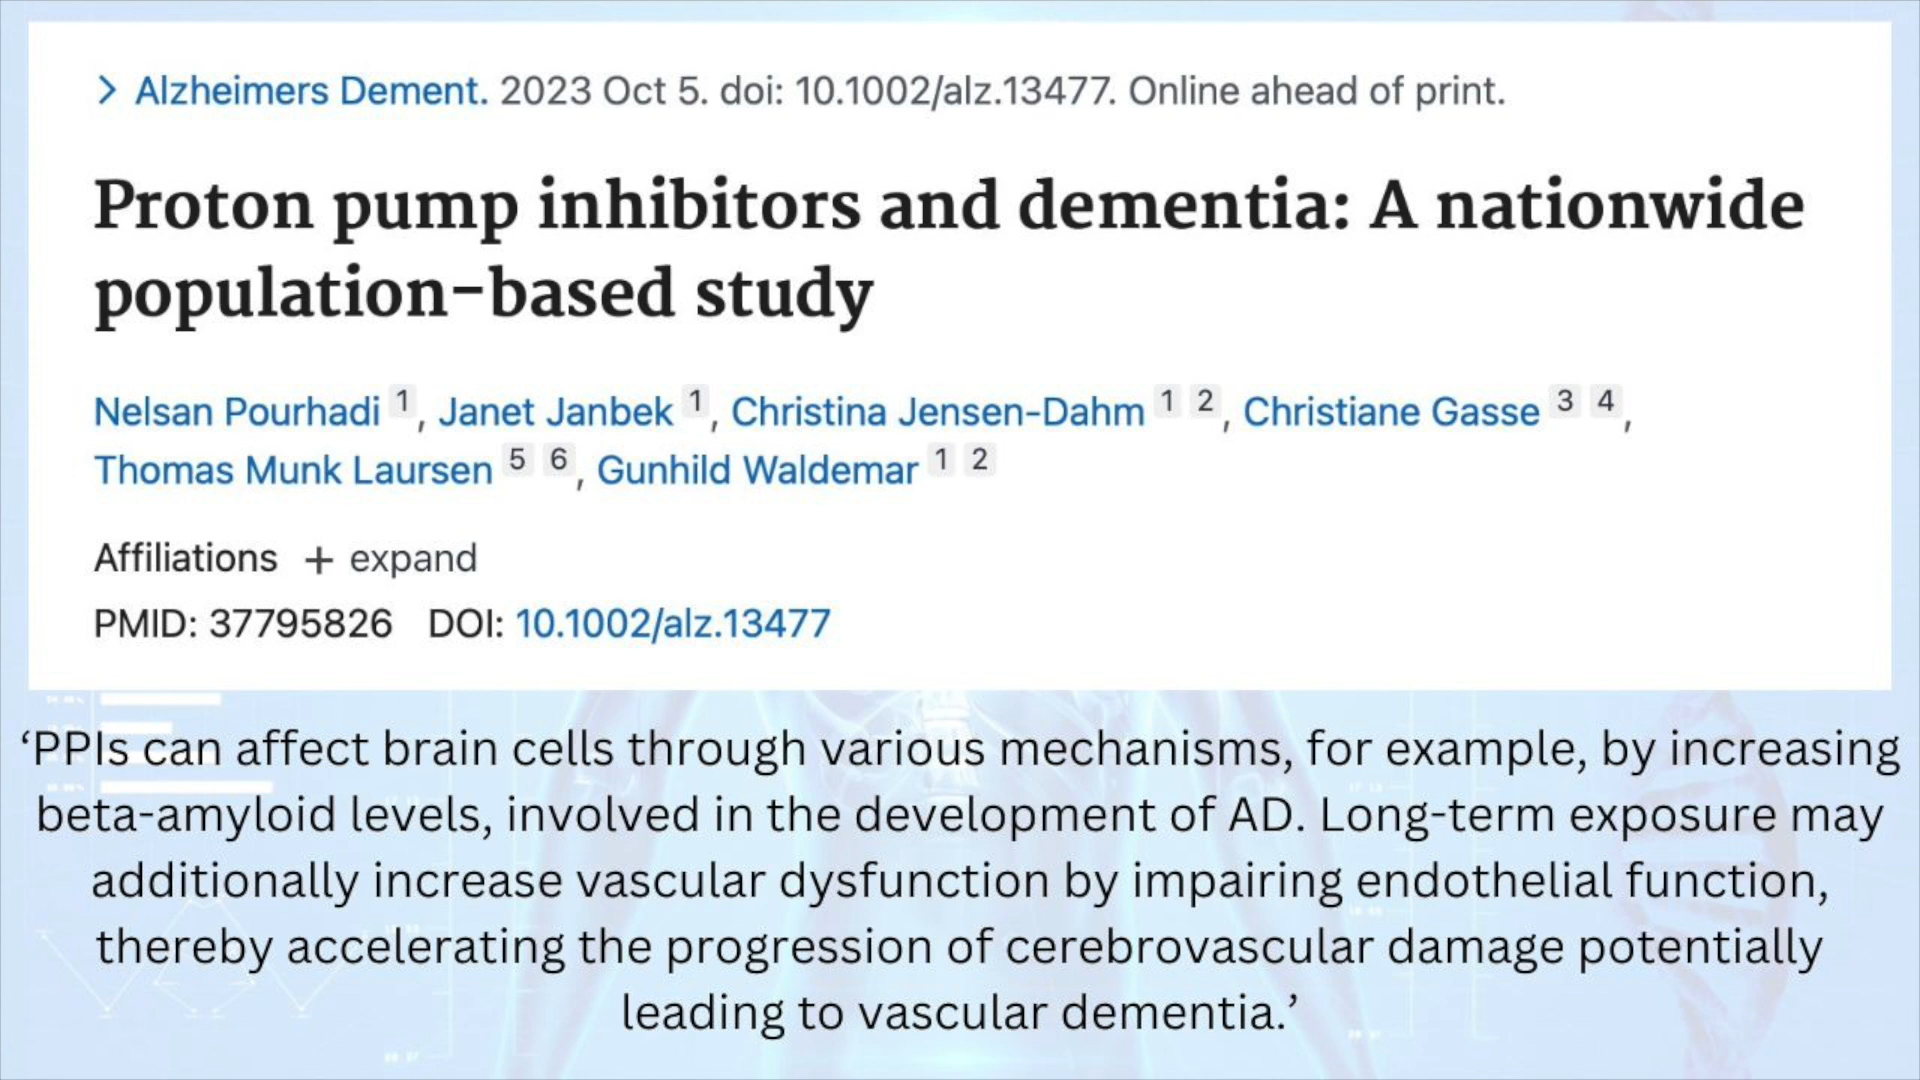 > Alzheimers Dement. 2023 Oct 5. doi: 10.1002/alz.13477. Online ahead of print.
Proton pump inhibitors and dementia: A nationwide
population-based study
Nelsan Pourhadi 1, Janet Janbek 1, Christina Jensen-Dahm 1 2, Christiane Gasse 3 4,
Thomas Munk Laursen 5 6, Gunhild Waldemar 1 2
Affiliations + expand
PMID: 37795826 DOI: 10.1002/alz.13477
‘PPIs can affect brain cells through various mechanisms, for example, by increasing
beta-amyloid levels, involved in the development of AD. Long-term exposure may
additionally increase vascular dysfunction by impairing endothelial function,
thereby accelerating the progression of cerebrovascular damage potentially
leading to vascular dementia.’